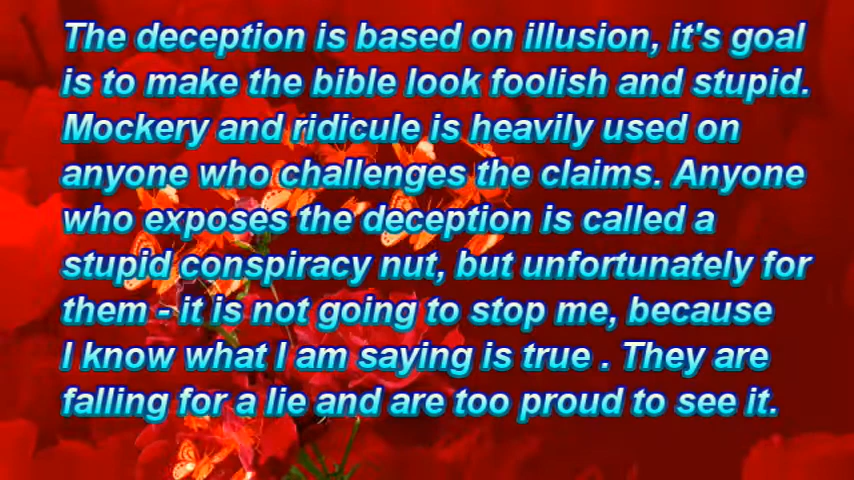 The deception is based on illusion, it's goal
is to make the bible look foolish and stupid.
Mockery and ridicule is heavily used on
anyone who challenges the claims. Anyone
who exposes the deception is called a
stupid conspiracy nut, but unfortunately for
them - it is not going to stop me, because
I know what I am saying is true . They are
falling for a lie and are too proud to see it.